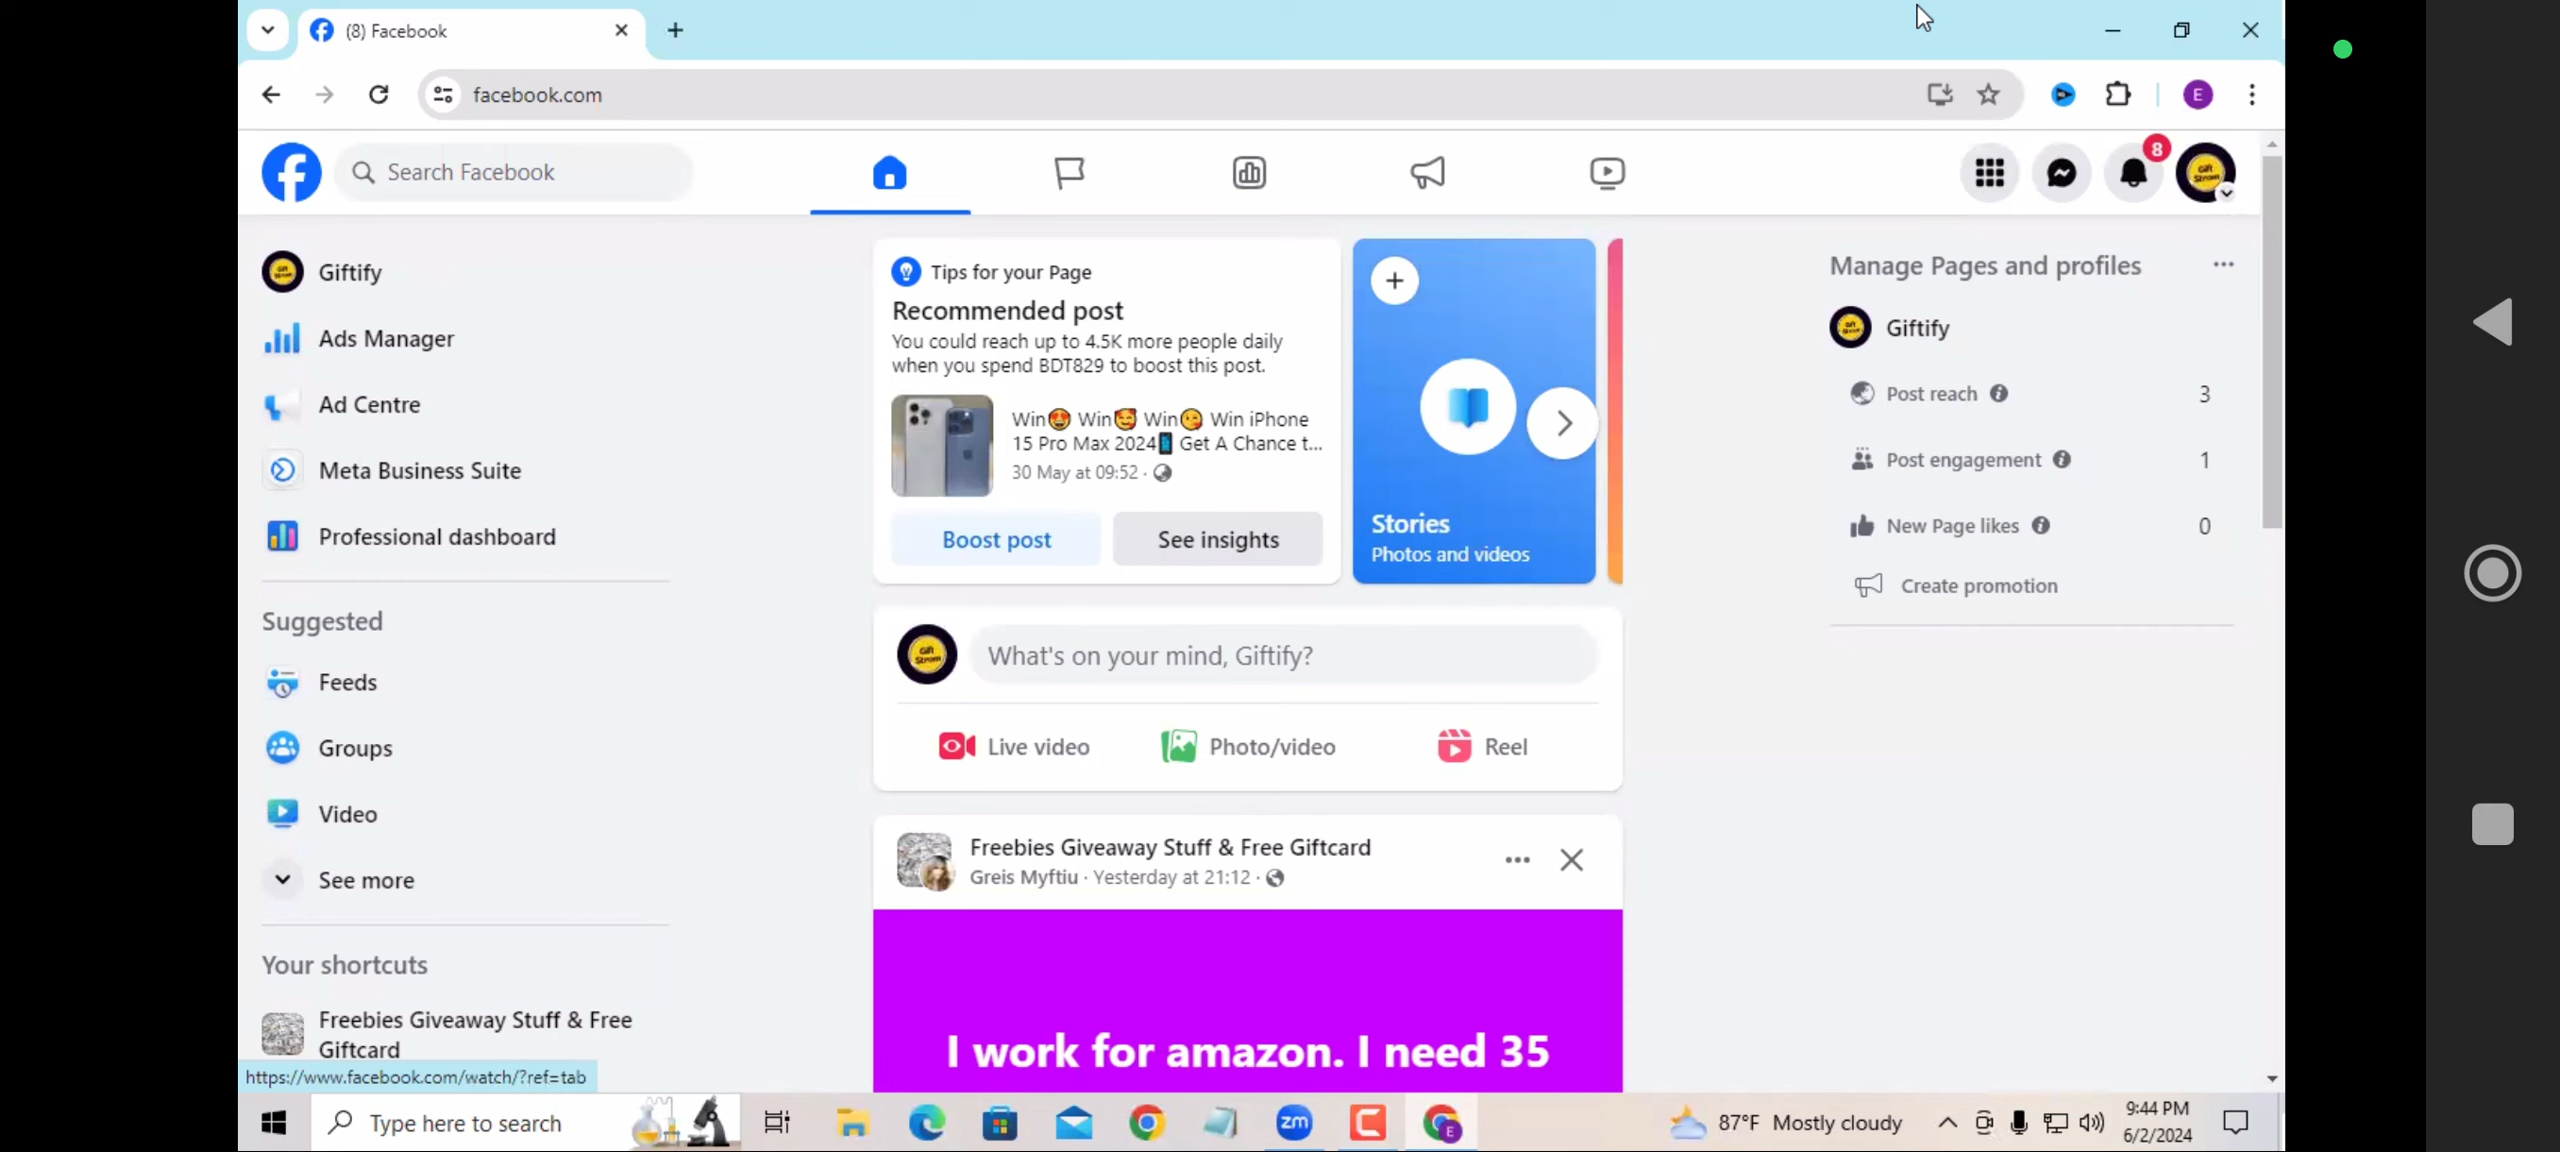 (8) Facebook
facebook.com
E
Search Facebook
8
Gift
Strom
Giftify
Ads Manager
Ad Centre
Meta Business Suite
Professional dashboard
Suggested
Feeds
Groups
Video
See more
Your shortcuts
Freebies Giveaway Stuff & Free
Giftcard
https://www.facebook.com/watch/?ref=tab
Tips for your Page
Recommended post
You could reach up to 4.5K more people daily
when you spend BDT829 to boost this post.
Win😍 Win🥰 Win😘 Win iPhone
15 Pro Max 2024📱 Get A Chance t...
30 May at 09:52 ·
Boost post
See insights
Stories
Photos and videos
Gift
Strom
What's on your mind, Giftify?
Live video
Photo/video
Reel
Freebies Giveaway Stuff & Free Giftcard
Greis Myftiu · Yesterday at 21:12 ·
I work for amazon. I need 35
Manage Pages and profiles
Giftify
Post reach 3
Post engagement 1
New Page likes 0
Create promotion
Type here to search
zm
E
87°F Mostly cloudy
9:44 PM
6/2/2024